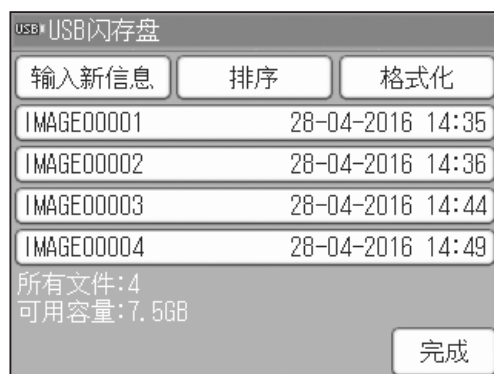 USB USB闪存盘
输入新信息 排序 格式化
IMAGE00001 28-04-2016 14:35
IMAGE00002 28-04-2016 14:36
IMAGE00003 28-04-2016 14:44
IMAGE00004 28-04-2016 14:49
所有文件:4
可用容量:7.5GB
完成